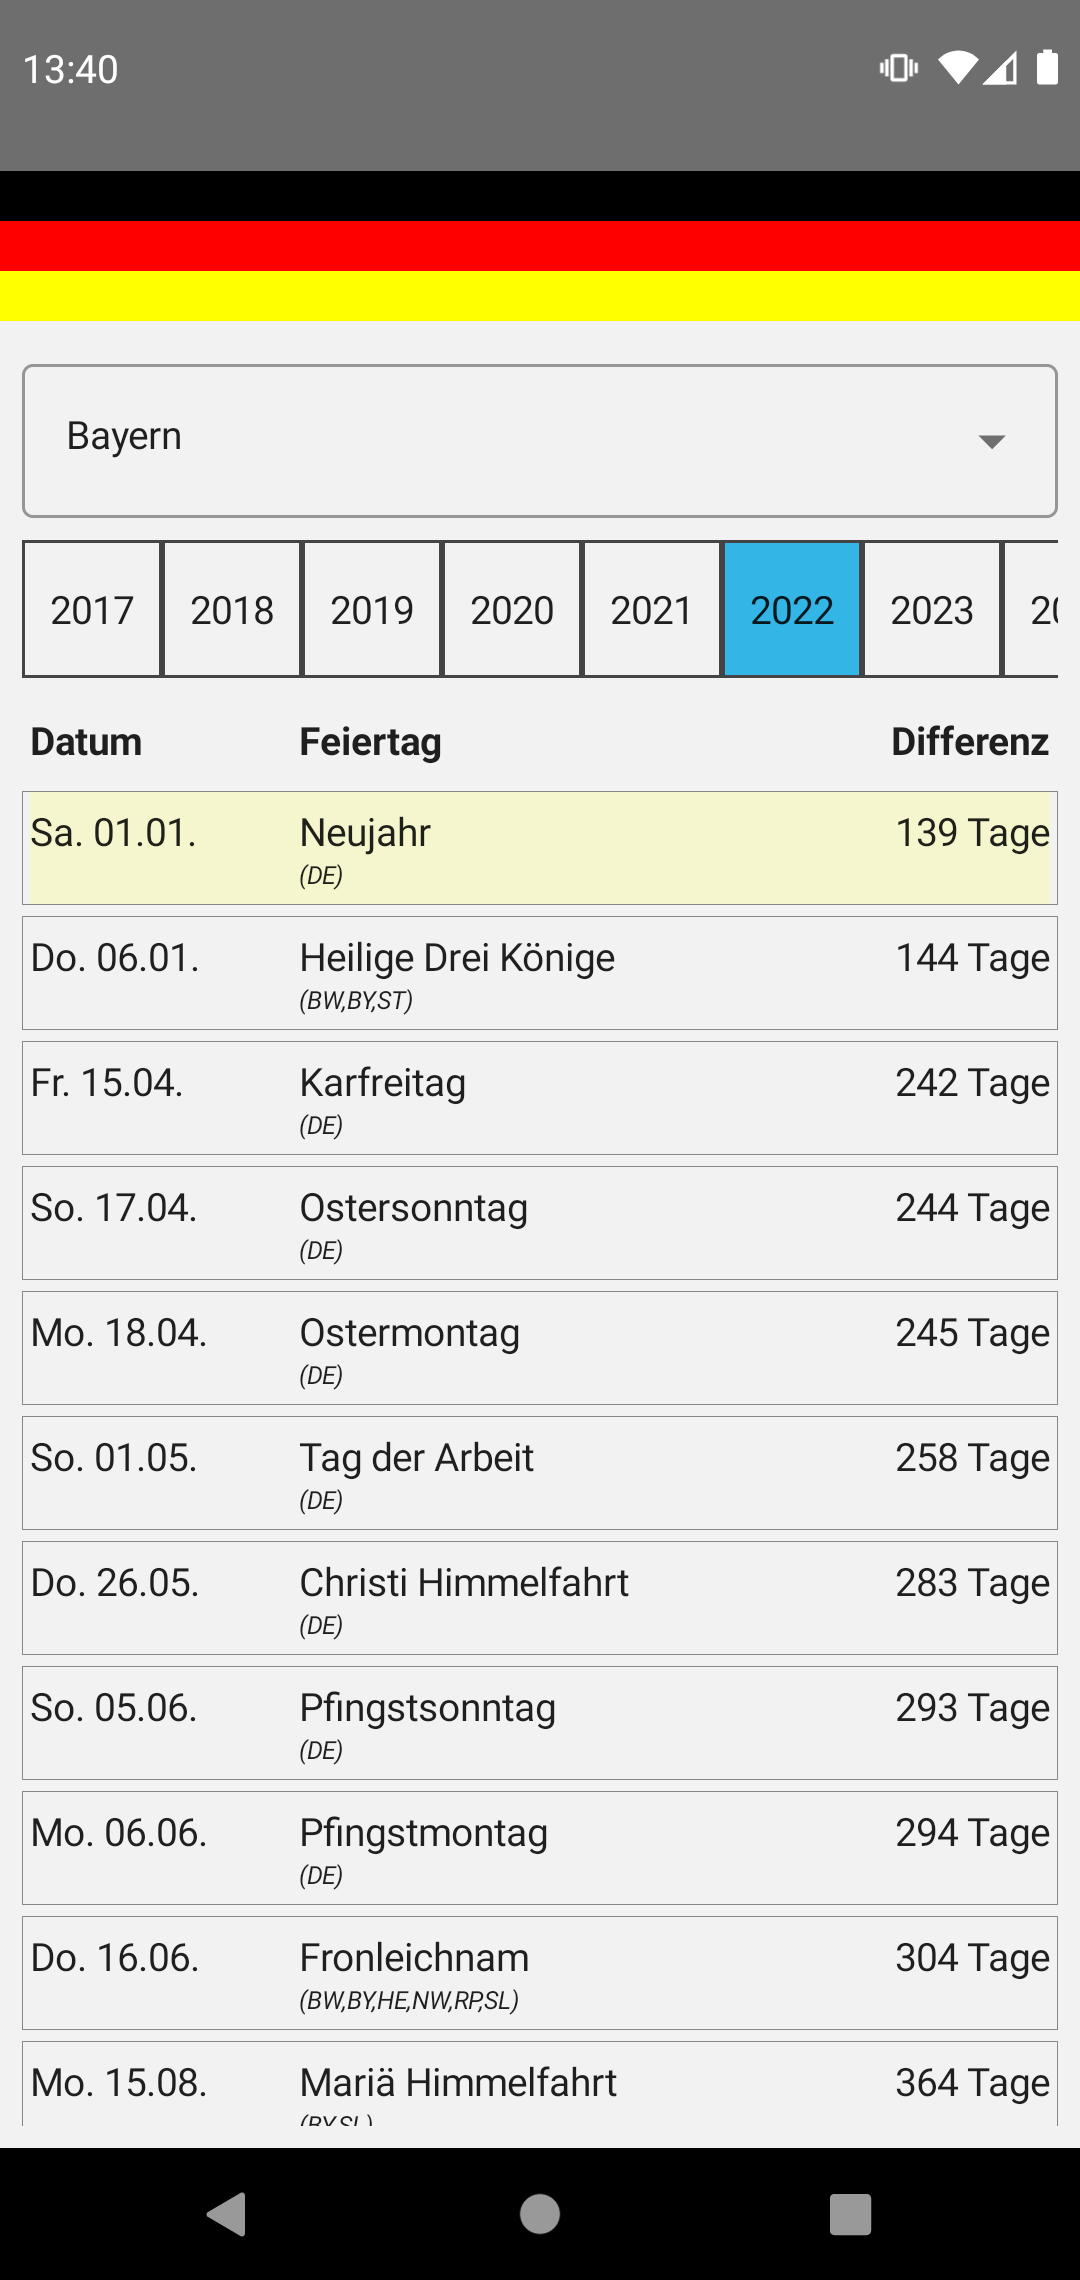 13:40
Bayern
2017 2018 2019 2020 2021 2022 2023
Datum Feiertag Differenz
Sa. 01.01. Neujahr 139 Tage
(DE)
Do. 06.01. Heilige Drei Könige 144 Tage
(BW,BY,ST)
Fr. 15.04. Karfreitag 242 Tage
(DE)
So. 17.04. Ostersonntag 244 Tage
(DE)
Mo. 18.04. Ostermontag 245 Tage
(DE)
So. 01.05. Tag der Arbeit 258 Tage
(DE)
Do. 26.05. Christi Himmelfahrt 283 Tage
(DE)
So. 05.06. Pfingstsonntag 293 Tage
(DE)
Mo. 06.06. Pfingstmontag 294 Tage
(DE)
Do. 16.06. Fronleichnam 304 Tage
(BW,BY,HE,NW,RP,SL)
Mo. 15.08. Mariä Himmelfahrt 364 Tage
(BY,SL)